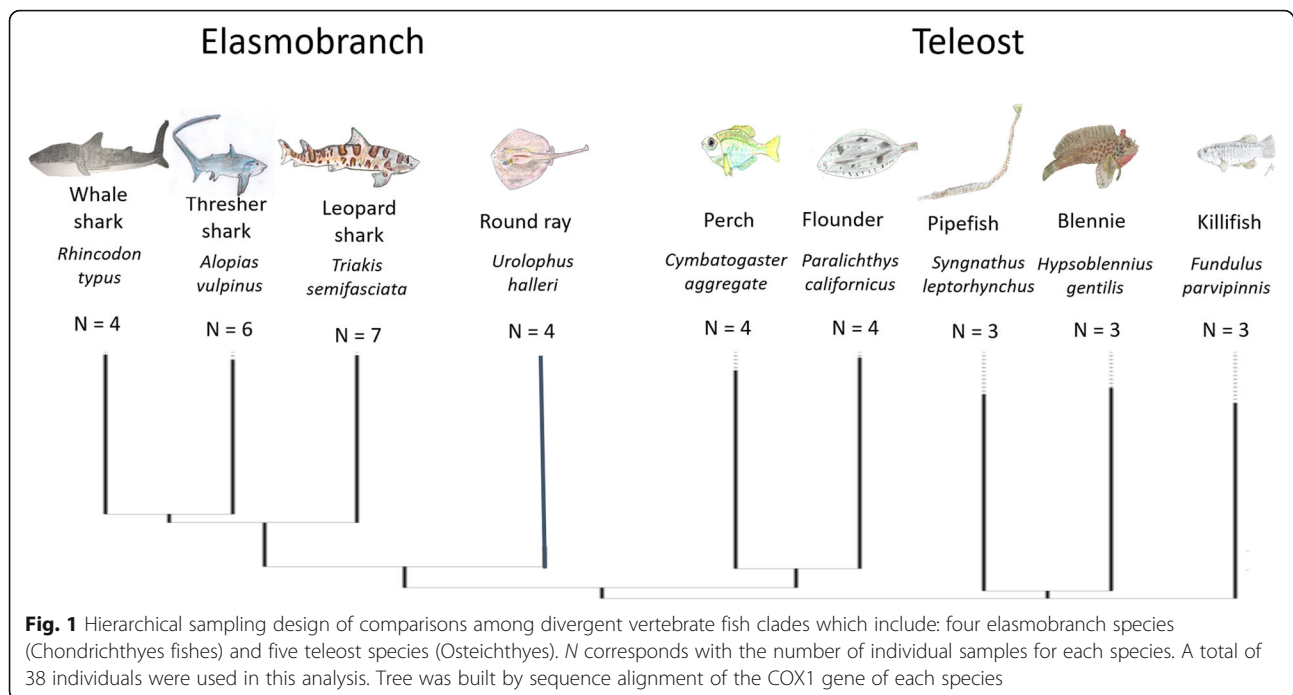 Elasmobranch
Teleost
Whale
shark
Thresher
shark
Leopard
shark
Round ray
Perch
Flounder
Pipefish
Blennie
Killifish
Rhincodon
typus
Alopias
vulpinus
Triakis
semifasciata
Urolophus
halleri
Cymbatogaster
aggregate
Paralichthys
californicus
Syngnathus
leptorhynchus
Hypsoblennius
gentilis
Fundulus
parvipinnis
N = 4
N = 6
N = 7
N = 4
N = 4
N = 4
N = 3
N = 3
N = 3
Fig. 1 Hierarchical sampling design of comparisons among divergent vertebrate fish clades which include: four elasmobranch species
(Chondrichthyes fishes) and five teleost species (Osteichthyes). N corresponds with the number of individual samples for each species. A total of
38 individuals were used in this analysis. Tree was built by sequence alignment of the COX1 gene of each species